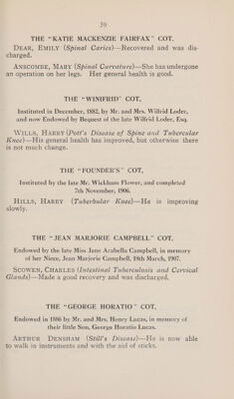 39
THE "KATIE MACKENZIE FAIRFAX" COT.
DEAR, EMILY (Spinal Caries)—Recovered and was dis-
charged.
ANSCOMBE, MARY (Spinal Curvature)—She has undergone
an operation on her legs. Her general health is good.
THE "WINIFRID" COT.
Instituted in December, 1882, by Mr. and Mrs. Wilfrid Loder,
and now Endowed by Bequest of the late Wilfrid Loder, Esq.
WILLS, HARRY (Pott's Disease of Spine and Tubercular
Knee)—His general health has improved, but otherwise there
is not much change.
THE "FOUNDER'S" COT,
Instituted by the late Mr. Wickham Flower, and completed
7th November, 1906.
HILLS, HARRY (Tubercular Knee)—He is improving
slowly.
THE "JEAN MARJORIE CAMPBELL" COT.
Endowed by the late Miss Jane Arabella Campbell, in memory
of her Niece, Jean Marjorie Campbell, 18th March, 1907.
SCOWEN, CHARLES (Intestinal Tuberculosis and Cervical
Glands)—Made a good recovery and was discharged.
THE "GEORGE HORATIO" COT,
Endowed in 1886 by Mr. and Mrs. Henry Lucas, in memory of
their little Son, George Horatio Lucas.
ARTHUR DENSHAM (Still's Disease)—He is now able
to walk in instruments and with the aid of sticks.